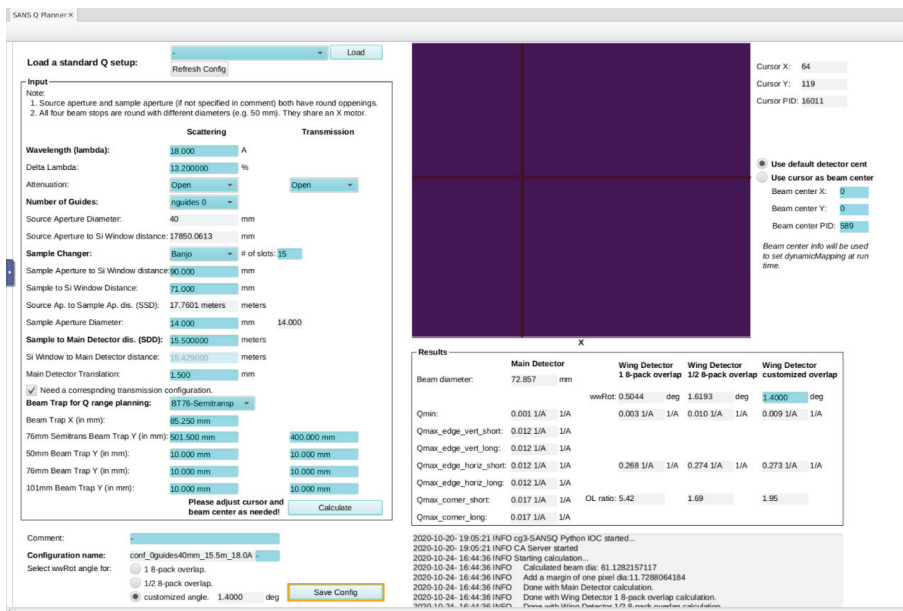 SANS Q Planner ×
Load a standard Q setup: - Load
Refresh Config
Input
Note:
1. Source aperture and sample aperture (if not specified in comment) both have round oppenings.
2. All four beam stops are round with different diameters (e.g. 50 mm). They share an X motor.
Scattering Transmission
Wavelength (lambda): 18.000 A
Delta Lambda: 13.200000 %
Attenuation: Open Open
Number of Guides: nguides 0
Source Aperture Diameter: 40 mm
Source Aperture to Si Window distance: 17850.0613 mm
Sample Changer: Banjo # of slots: 15
Sample Aperture to Si Window distance: 90.000 mm
Sample to Si Window Distance: 71.000 mm
Source Ap. to Sample Ap. dis. (SSD): 17.7601 meters meters
Sample Aperture Diameter: 14.000 mm 14.000
Sample to Main Detector dis. (SDD): 15.500000 meters
Si Window to Main Detector distance: 15.429000 meters
Main Detector Translation: 1.500 mm
Need a correspnding transmission configuration.
Beam Trap for Q range planning: BT76-Semitransp
Beam Trap X (in mm): 85.250 mm
76mm Semitrans Beam Trap Y (in mm): 501.500 mm 400.000 mm
50mm Beam Trap Y (in mm): 10.000 mm 10.000 mm
76mm Beam Trap Y (in mm): 10.000 mm 10.000 mm
101mm Beam Trap Y (in mm): 10.000 mm 10.000 mm
Please adjust cursor and
beam center as needed! Calculate
Comment: -
Configuration name: conf_0guides40mm_15.5m_18.0A -
Select wwRot angle for: 1 8-pack overlap.
1/2 8-pack overlap.
customized angle. 1.4000 deg Save Config
X
Cursor X: 64
Cursor Y: 119
Cursor PID: 16011
Use default detector cent
Use cursor as beam center
Beam center X: 0
Beam center Y: 0
Beam center PID: 589
Beam center info will be used
to set dynamicMapping at run
time.
Results
Main Detector Wing Detector Wing Detector Wing Detector
1 8-pack overlap 1/2 8-pack overlap customized overlap
Beam diameter: 72.857 mm
wwRot: 0.5044 deg 1.6193 deg 1.4000 deg
Qmin: 0.001 1/A 1/A 0.003 1/A 1/A 0.010 1/A 1/A 0.009 1/A 1/A
Qmax_edge_vert_short: 0.012 1/A 1/A
Qmax_edge_vert_long: 0.012 1/A 1/A
Qmax_edge_horiz_short: 0.012 1/A 1/A 0.268 1/A 1/A 0.274 1/A 1/A 0.273 1/A 1/A
Qmax_edge_horiz_long: 0.012 1/A 1/A
Qmax_corner_short: 0.017 1/A 1/A OL ratio: 5.42 1.69 1.95
Qmax_corner_long: 0.017 1/A 1/A
2020-10-20- 19:05:21 INFO cg3-SANSQ Python IOC started...
2020-10-20- 19:05:21 INFO CA Server started
2020-10-24- 16:44:36 INFO Starting calculation...
2020-10-24- 16:44:36 INFO Calculated beam dia: 61.1282157117
2020-10-24- 16:44:36 INFO Add a margin of one pixel dia:11.7288064184
2020-10-24- 16:44:36 INFO Done with Main Detector calculation.
2020-10-24- 16:44:36 INFO Done with Wing Detector 1 8-pack overlap calculation.
2020-10-24- 16:44:36 INFO Done with Wing Detector 1/2 8-pack overlap calculation